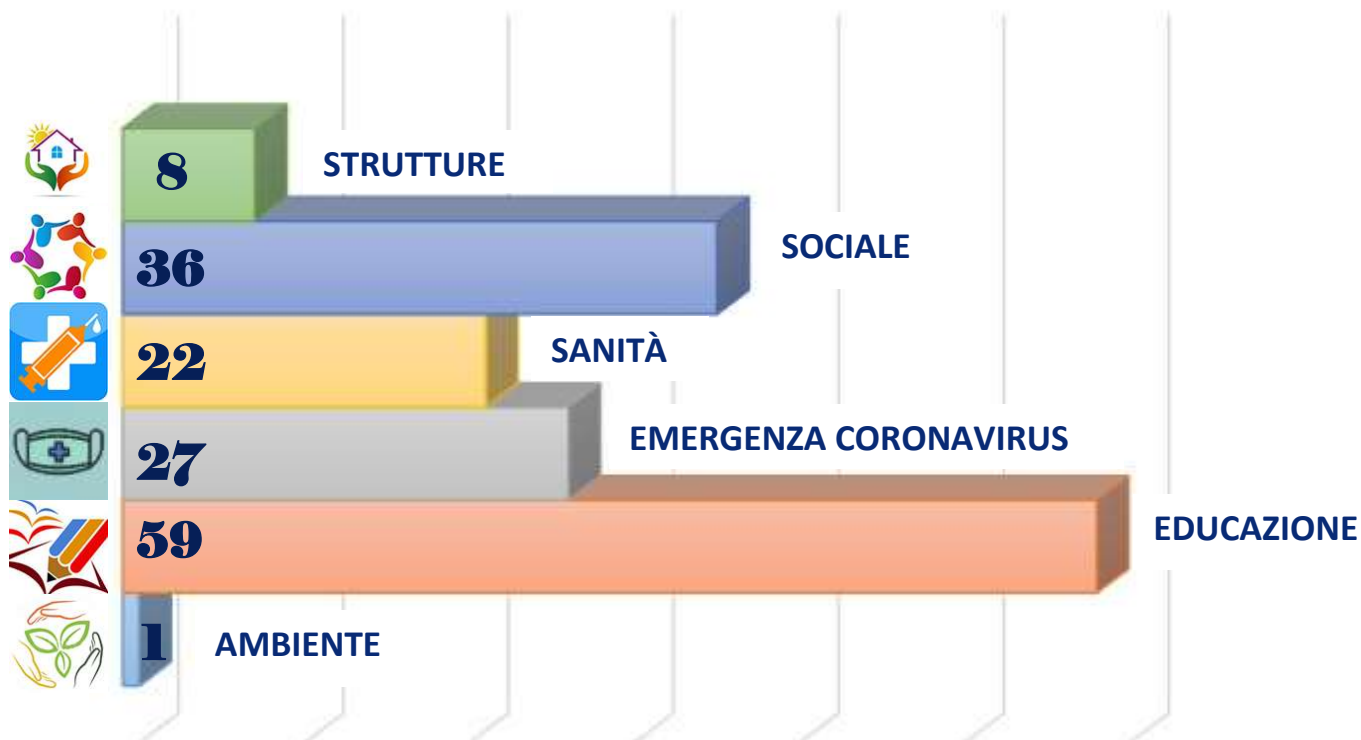 8 STRUTTURE
36 SOCIALE
22 SANITÀ
27 EMERGENZA CORONAVIRUS
59 EDUCAZIONE
1 AMBIENTE